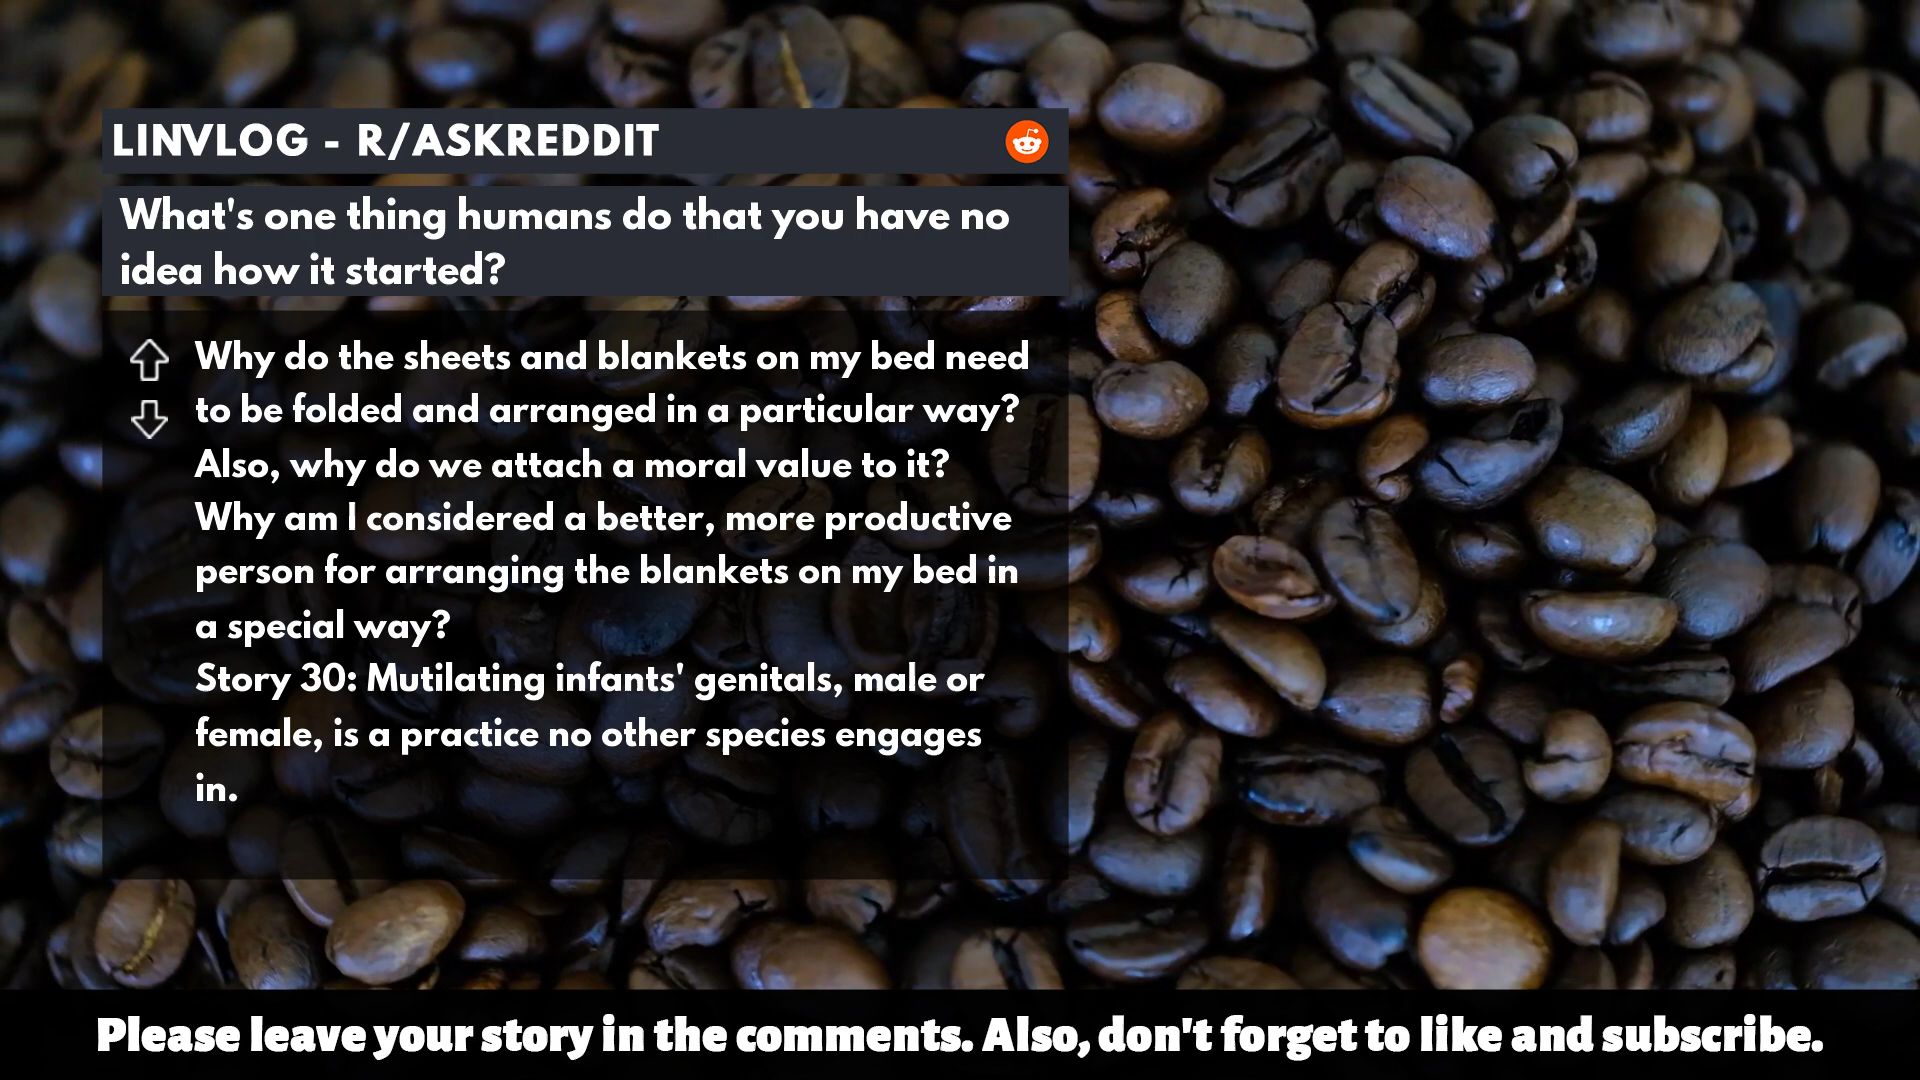 LINVLOG - R/ASKREDDIT
What's one thing humans do that you have no
idea how it started?
Why do the sheets and blankets on my bed need
to be folded and arranged in a particular way?
Also, why do we attach a moral value to it?
Why am I considered a better, more productive
person for arranging the blankets on my bed in
a special way?
Story 30: Mutilating infants' genitals, male or
female, is a practice no other species engages
in.
Please leave your story in the comments. Also, don't forget to like and subscribe.